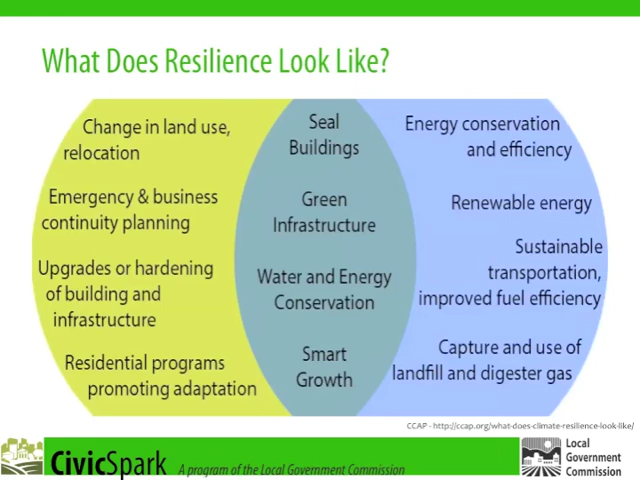 What Does Resilience Look Like?
Change in land use,
relocation
Emergency & business
continuity planning
Upgrades or hardening
of building and
infrastructure
Residential programs
promoting adaptation
Seal
Buildings
Green
Infrastructure
Water and Energy
Conservation
Smart
Growth
Energy conservation
and efficiency
Renewable energy
Sustainable
transportation,
improved fuel efficiency
Capture and use of
landfill and digester gas
CCAP - http://ccap.org/what-does-climate-resilience-look-like/
CivicSpark A program of the Local Government Commission
Local
Government
Commission